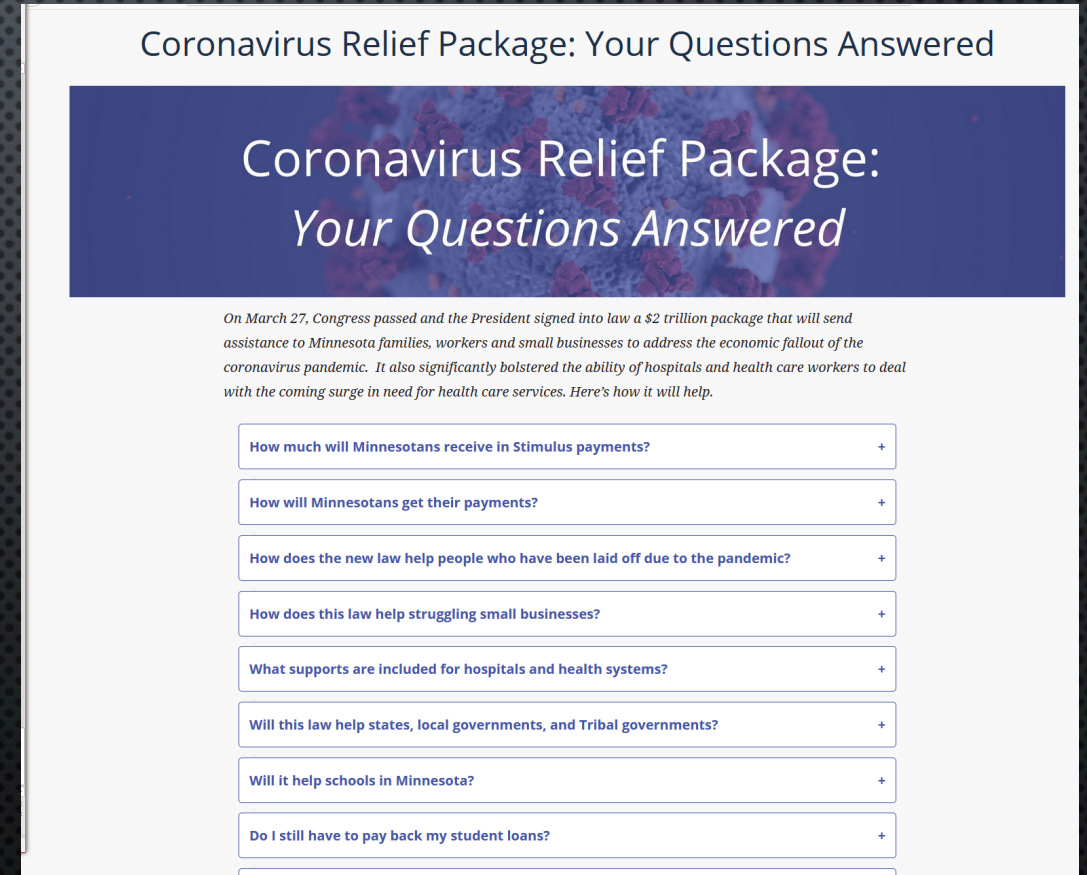 Coronavirus Relief Package: Your Questions Answered
Coronavirus Relief Package:
Your Questions Answered
On March 27, Congress passed and the President signed into law a $2 trillion package that will send
assistance to Minnesota families, workers and small businesses to address the economic fallout of the
coronavirus pandemic.  It also significantly bolstered the ability of hospitals and health care workers to deal
with the coming surge in need for health care services. Here’s how it will help.
How much will Minnesotans receive in Stimulus payments? +
How will Minnesotans get their payments? +
How does the new law help people who have been laid off due to the pandemic? +
How does this law help struggling small businesses? +
What supports are included for hospitals and health systems? +
Will this law help states, local governments, and Tribal governments? +
Will it help schools in Minnesota? +
Do I still have to pay back my student loans? +